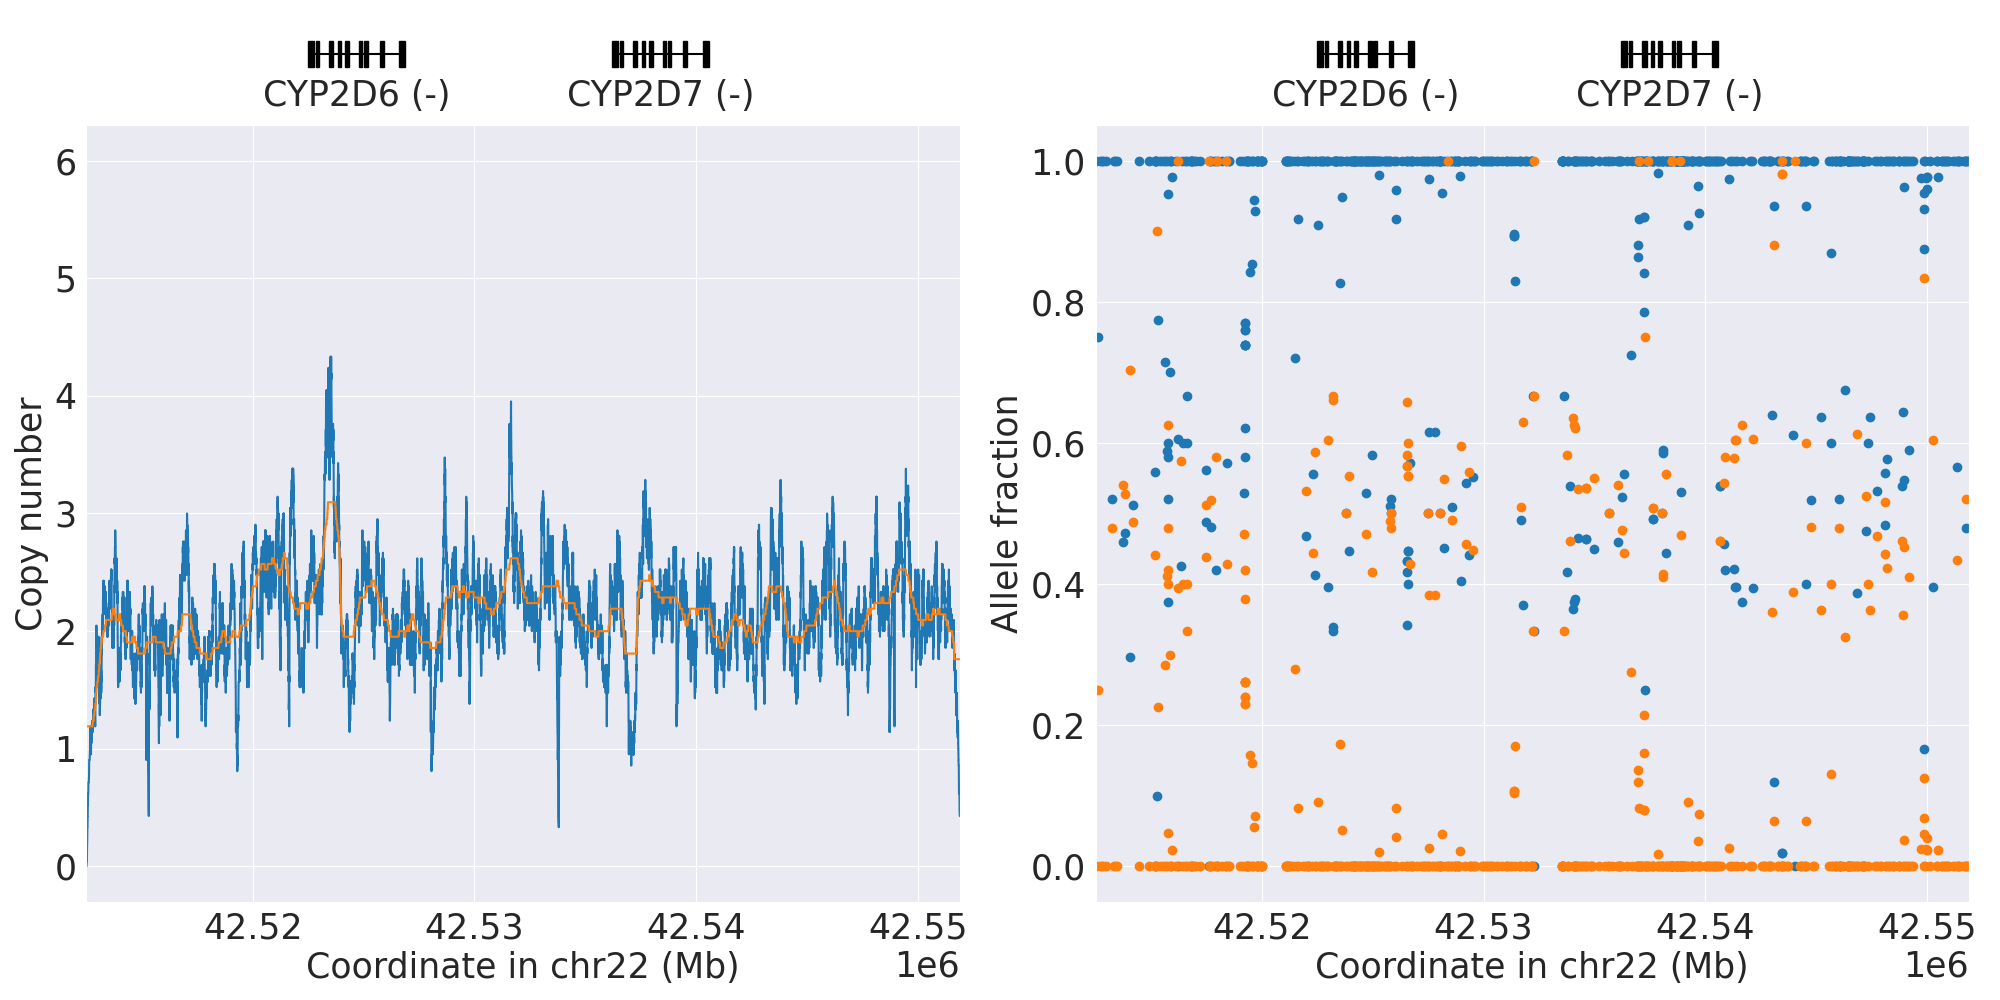 CYP2D6 (-)
CYP2D7 (-)
Copy number
6
5
4
3
2
1
0
42.52
42.53
42.54
42.55
1e6
Coordinate in chr22 (Mb)
CYP2D6 (-)
CYP2D7 (-)
Allele fraction
1.0
0.8
0.6
0.4
0.2
0.0
42.52
42.53
42.54
42.55
1e6
Coordinate in chr22 (Mb)